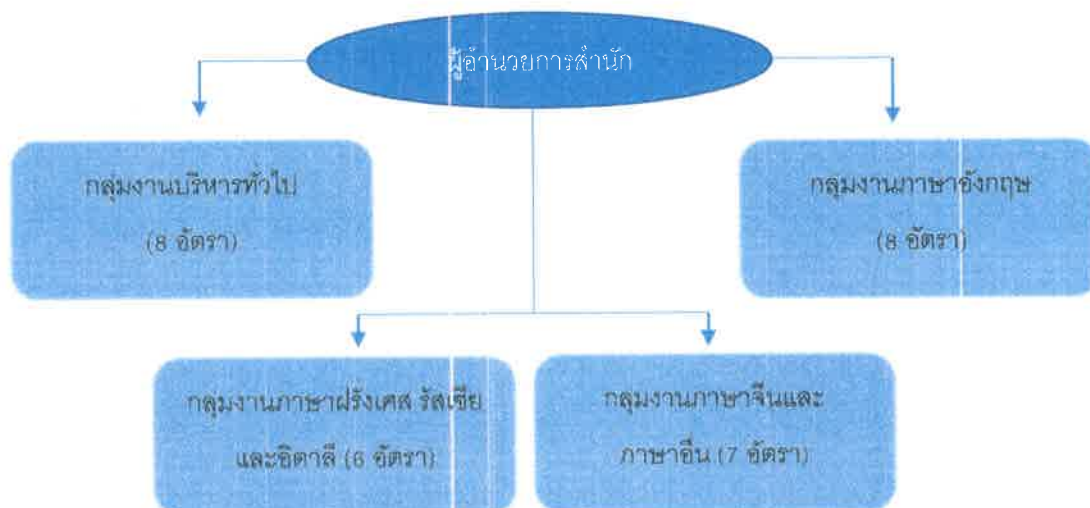 ผู้อำนวยการสำนัก
กลุ่มงานบริหารทั่วไป
(8 อัตรา)
กลุ่มงานภาษาอังกฤษ
(8 อัตรา)
กลุ่มงานภาษาฝรั่งเศส รัสเซีย
และอิตาลี (6 อัตรา)
กลุ่มงานภาษาจีนและ
ภาษาอื่น (7 อัตรา)